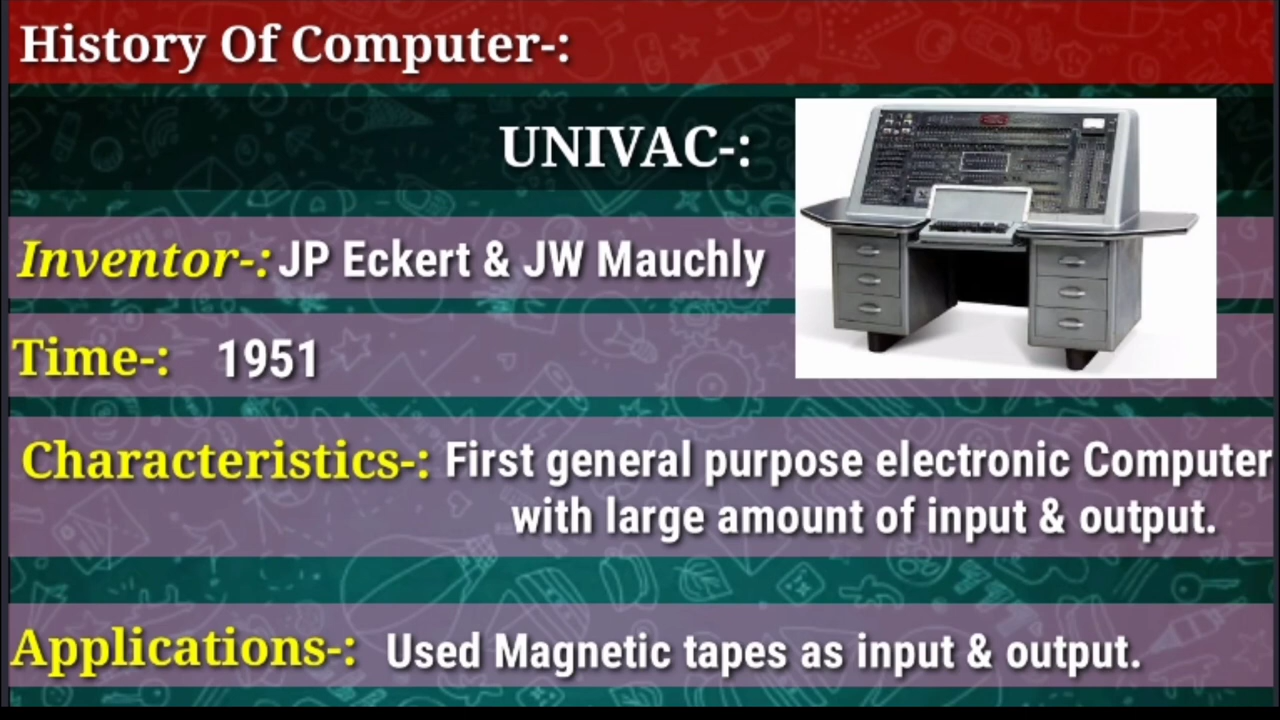 History Of Computer-:
UNIVAC-:
Inventor-: JP Eckert & JW Mauchly
Time-: 1951
Characteristics-: First general purpose electronic Computer
with large amount of input & output.
Applications-: Used Magnetic tapes as input & output.